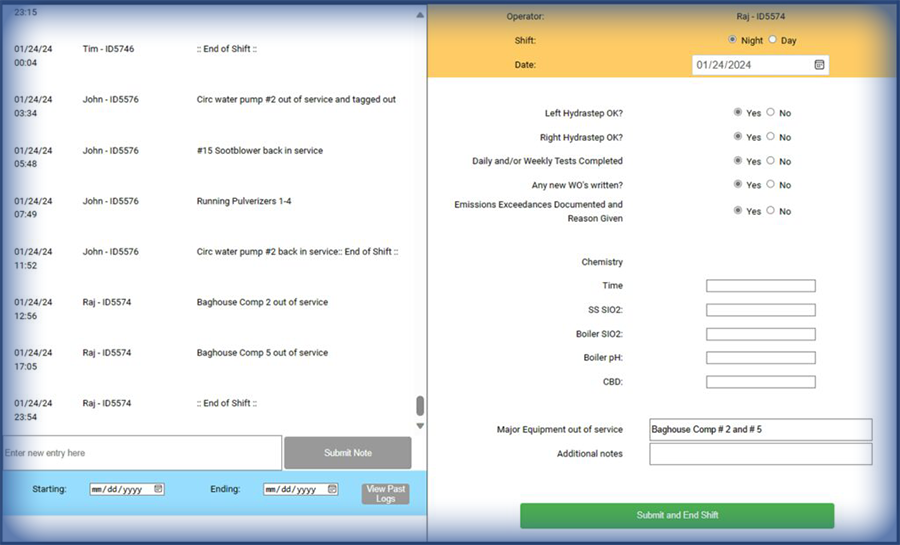 23:15
01/24/24 Tim - ID5746 :: End of Shift ::
00:04
01/24/24 John - ID5576 Circ water pump #2 out of service and tagged out
03:34
01/24/24 John - ID5576 #15 Sootblower back in service
05:48
01/24/24 John - ID5576 Running Pulverizers 1-4
07:49
01/24/24 John - ID5576 Circ water pump #2 back in service:: End of Shift ::
11:52
01/24/24 Raj - ID5574 Baghouse Comp 2 out of service
12:56
01/24/24 Raj - ID5574 Baghouse Comp 5 out of service
17:05
01/24/24 Raj - ID5574 :: End of Shift ::
23:54
Enter new entry here Submit Note
Starting: mm/dd/yyyy Ending: mm/dd/yyyy View Past
Logs
Operator: Raj - ID5574
Shift: Night Day
Date: 01/24/2024
Left Hydrastep OK? Yes No
Right Hydrastep OK? Yes No
Daily and/or Weekly Tests Completed Yes No
Any new WO's written? Yes No
Emissions Exceedances Documented and
Reason Given Yes No
Chemistry
Time
SS SIO2:
Boiler SIO2:
Boiler pH:
CBD:
Major Equipment out of service Baghouse Comp # 2 and # 5
Additional notes
Submit and End Shift